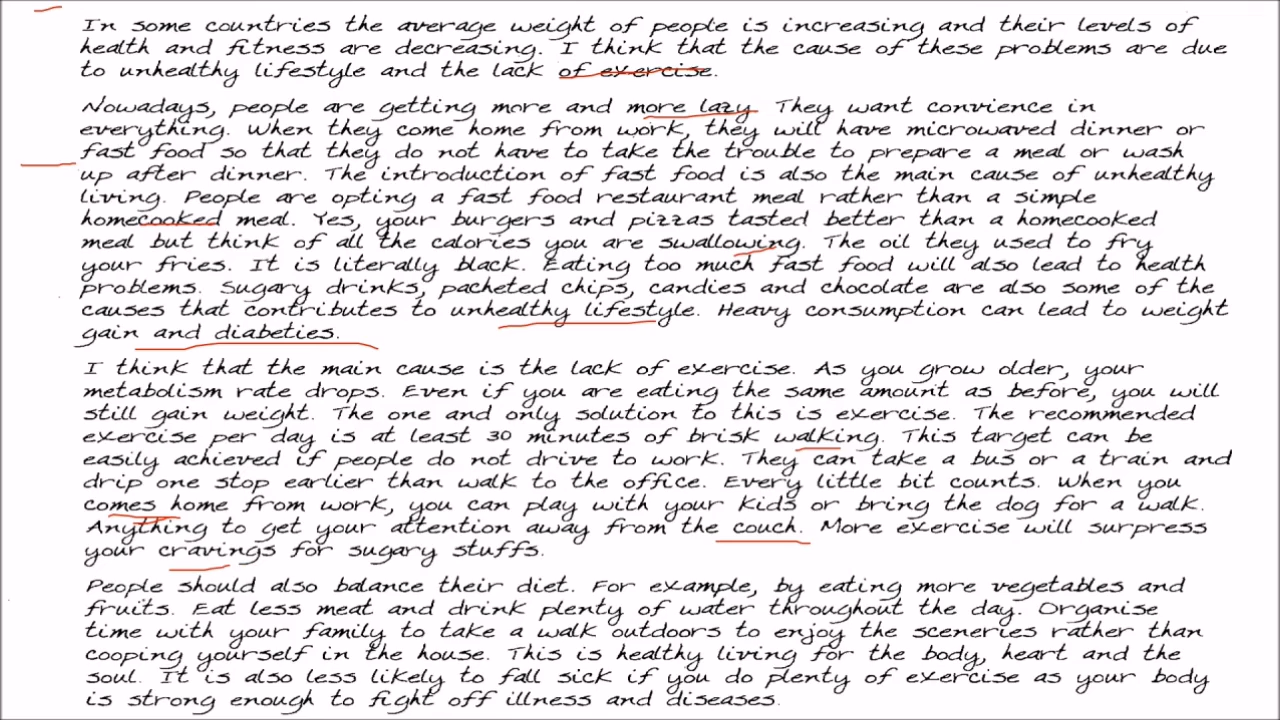 In some countries the average weight of people is increasing and their levels of
health and fitness are decreasing. I think that the cause of these problems are due
to unhealthy lifestyle and the lack of exercise.
Nowadays, people are getting more and more lazy. They want convience in
everything. When they come home from work, they will have microwaved dinner or
fast food so that they do not have to take the trouble to prepare a meal or wash
up after dinner. The introduction of fast food is also the main cause of unhealthy
living. People are opting a fast food restaurant meal rather than a simple
homecooked meal. Yes, your burgers and pizzas tasted better than a homecooked
meal but think of all the calories you are swallowing. The oil they used to fry
your fries. It is literally black. Eating too much fast food will also lead to health
problems. Sugary drinks, pacheted chips, candies and chocolate are also some of the
causes that contributes to unhealthy lifestyle. Heavy consumption can lead to weight
gain and diabeties.
I think that the main cause is the lack of exercise. As you grow older, your
metabolism rate drops. Even if you are eating the same amount as before, you will
still gain weight. The one and only solution to this is exercise. The recommended
exercise per day is at least 30 minutes of brisk walking. This target can be
easily achieved if people do not drive to work. They can take a bus or a train and
drip one stop earlier than walk to the office. Every little bit counts. When you
comes home from work, you can play with your kids or bring the dog for a walk.
Anything to get your attention away from the couch. More exercise will surpress
your cravings for sugary stuffs.
People should also balance their diet. For example, by eating more vegetables and
fruits. Eat less meat and drink plenty of water throughout the day. Organise
time with your family to take a walk outdoors to enjoy the sceneries rather than
cooping yourself in the house. This is healthy living for the body, heart and the
soul. It is also less likely to fall sick if you do plenty of exercise as your body
is strong enough to fight off illness and diseases.